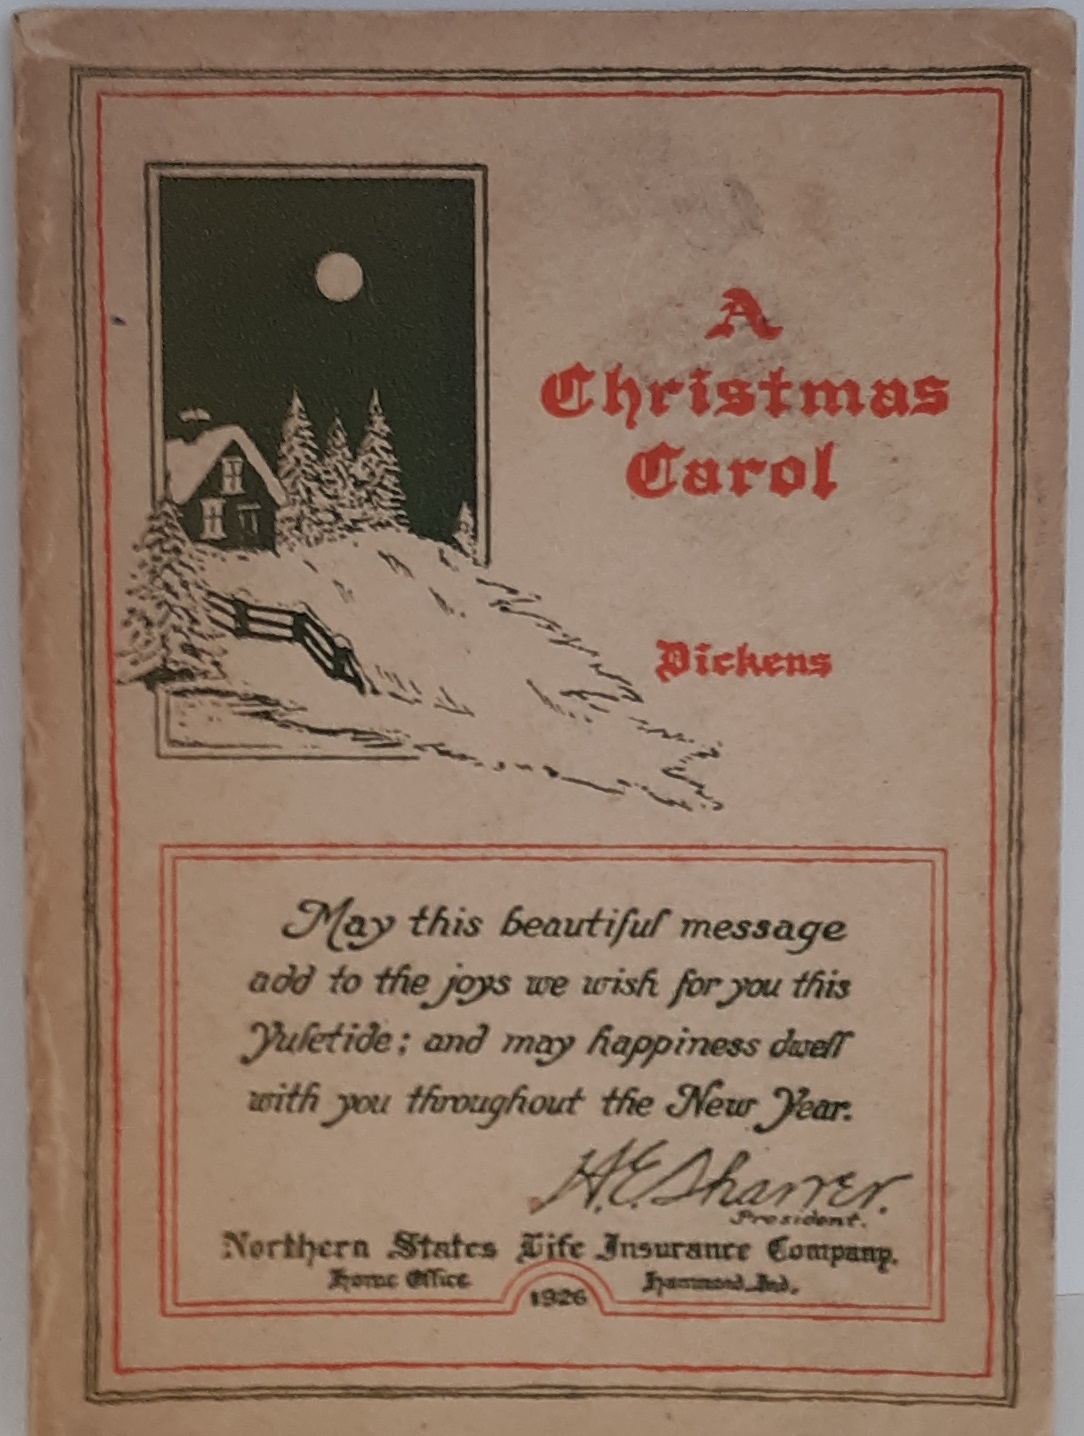 A
Christmas
Carol
Dickens
May this beautiful message
add to the joys we wish for you this
Yuletide; and may happiness dwell
with you throughout the New Year.
H.E. Sharrer.
President.
Northern States Life Insurance Company.
Home Office Hammond, Ind.
1926